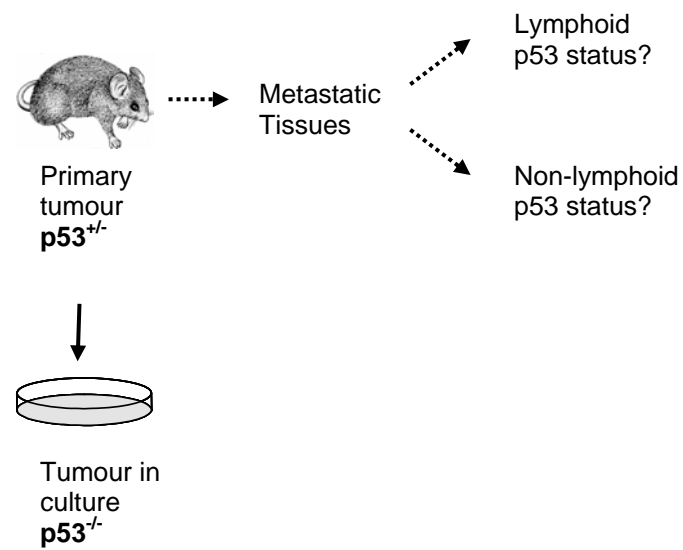 Lymphoid
p53 status?
Metastatic
Tissues
Primary
tumour
p53+/-
Non-lymphoid
p53 status?
Tumour in
culture
p53-/-